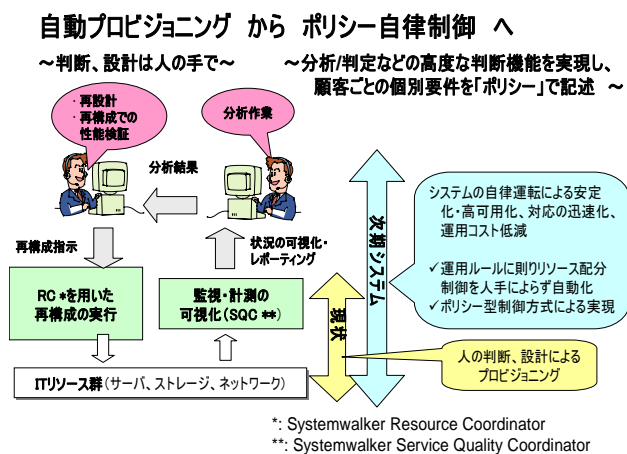 自動プロビジョニング から ポリシー自律制御 へ
～判断、設計は人の手で～
～分析/判定などの高度な判断機能を実現し、
顧客ごとの個別要件を「ポリシー」で記述 ～
・再設計
・再構成での
性能検証
分析作業
分析結果
再構成指示
状況の可視化・
レポーティング
RC *を用いた
再構成の実行
監視・計測の
可視化(SQC **)
ITリソース群(サーバ、ストレージ、ネットワーク)
現状
次期システム
システムの自律運転による安定
化・高可用化、対応の迅速化、
運用コスト低減
✓運用ルールに則りリソース配分
制御を人手によらず自動化
✓ポリシー型制御方式による実現
人の判断、設計による
プロビジョニング
*: Systemwalker Resource Coordinator
**: Systemwalker Service Quality Coordinator